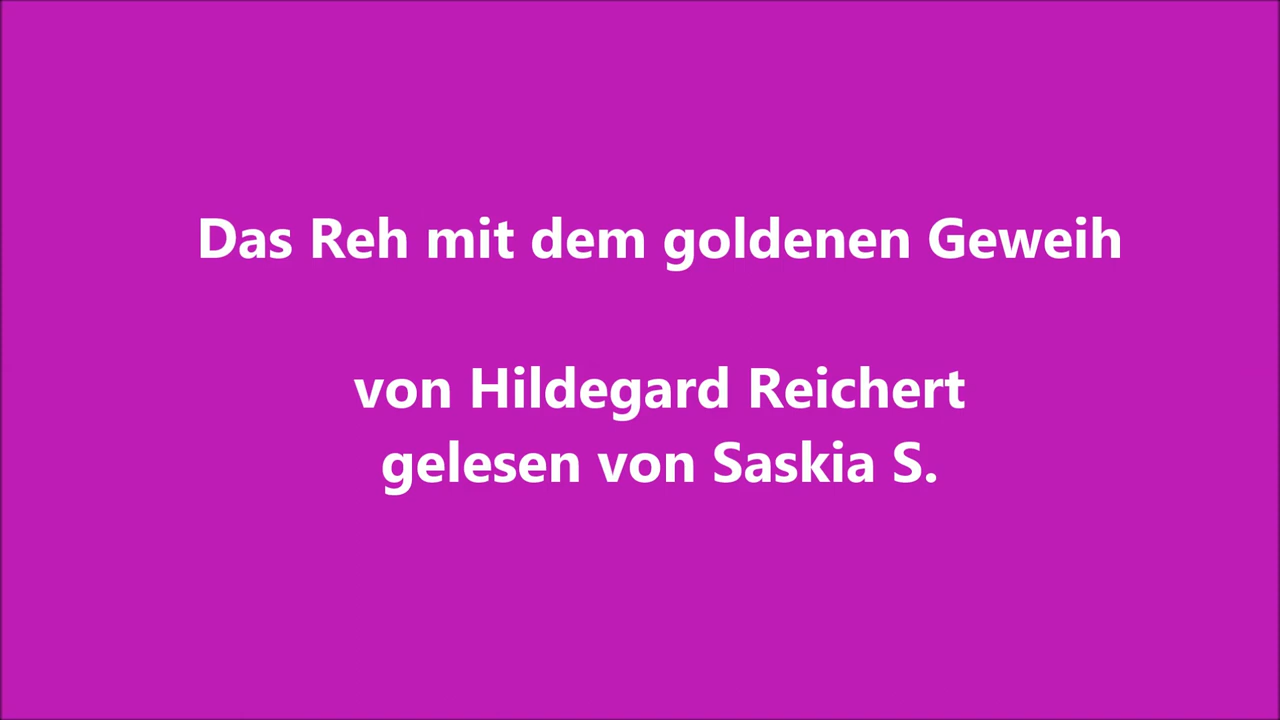 Das Reh mit dem goldenen Geweih
von Hildegard Reichert
gelesen von Saskia S.